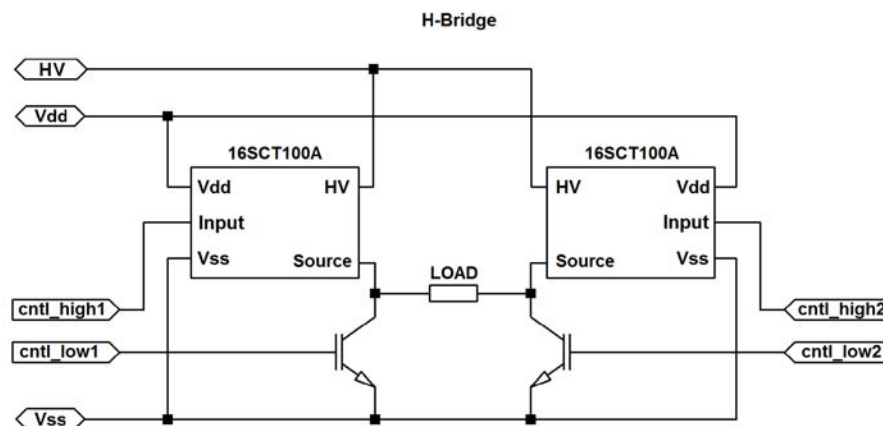 H-Bridge
HV
Vdd
16SCT100A
16SCT100A
Vdd
HV
HV
Vdd
Input
Input
Vss
Source
LOAD
Source
Vss
cntl_high1
cntl_high2
cntl_low1
cntl_low2
Vss